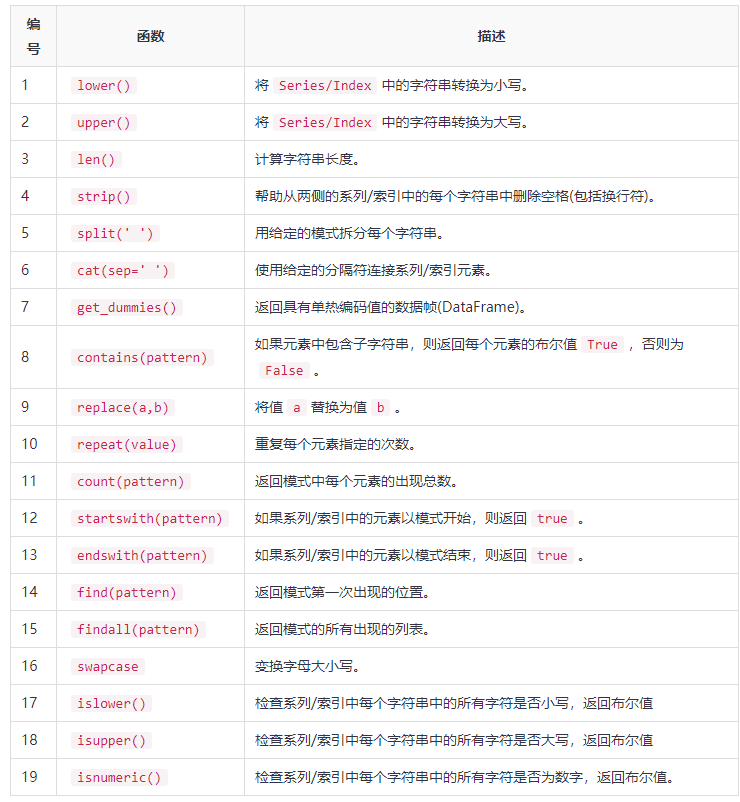 编号 函数 描述
1 lower() 将 Series/Index 中的字符串转换为小写。
2 upper() 将 Series/Index 中的字符串转换为大写。
3 len() 计算字符串长度。
4 strip() 帮助从两侧的系列/索引中的每个字符串中删除空格(包括换行符)。
5 split(' ') 用给定的模式拆分每个字符串。
6 cat(sep=' ') 使用给定的分隔符连接系列/索引元素。
7 get_dummies() 返回具有单热编码值的数据帧(DataFrame)。
8 contains(pattern) 如果元素中包含子字符串，则返回每个元素的布尔值 True ，否则为
False 。
9 replace(a,b) 将值 a 替换为值 b 。
10 repeat(value) 重复每个元素指定的次数。
11 count(pattern) 返回模式中每个元素的出现总数。
12 startswith(pattern) 如果系列/索引中的元素以模式开始，则返回 true 。
13 endswith(pattern) 如果系列/索引中的元素以模式结束，则返回 true 。
14 find(pattern) 返回模式第一次出现的位置。
15 findall(pattern) 返回模式的所有出现的列表。
16 swapcase 变换字母大小写。
17 islower() 检查系列/索引中每个字符串中的所有字符是否小写，返回布尔值
18 isupper() 检查系列/索引中每个字符串中的所有字符是否大写，返回布尔值
19 isnumeric() 检查系列/索引中每个字符串中的所有字符是否为数字，返回布尔值。